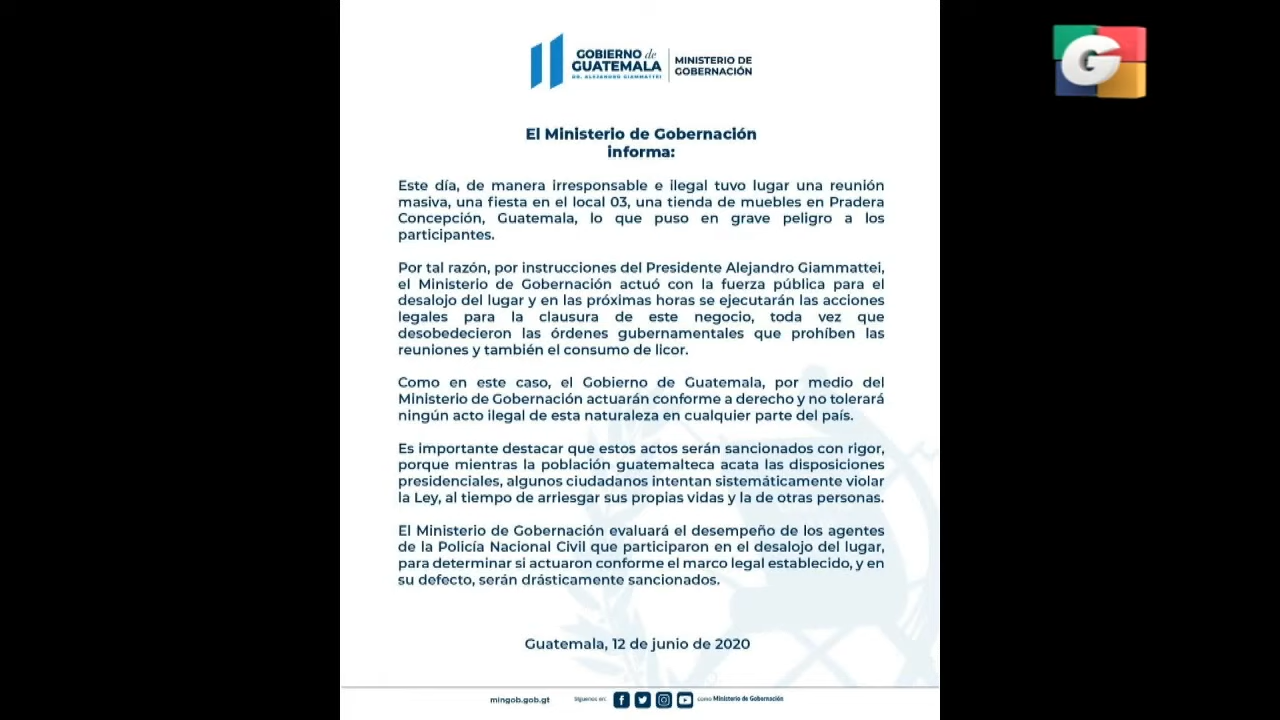 GOBIERNO de
GUATEMALA
DR. ALEJANDRO GIAMMATTEI
MINISTERIO DE
GOBERNACIÓN
G
El Ministerio de Gobernación
informa:
Este día, de manera irresponsable e ilegal tuvo lugar una reunión
masiva, una fiesta en el local 03, una tienda de muebles en Pradera
Concepción, Guatemala, lo que puso en grave peligro a los
participantes.
Por tal razón, por instrucciones del Presidente Alejandro Giammattei,
el Ministerio de Gobernación actuó con la fuerza pública para el
desalojo del lugar y en las próximas horas se ejecutarán las acciones
legales para la clausura de este negocio, toda vez que
desobedecieron las órdenes gubernamentales que prohíben las
reuniones y también el consumo de licor.
Como en este caso, el Gobierno de Guatemala, por medio del
Ministerio de Gobernación actuarán conforme a derecho y no tolerará
ningún acto ilegal de esta naturaleza en cualquier parte del país.
Es importante destacar que estos actos serán sancionados con rigor,
porque mientras la población guatemalteca acata las disposiciones
presidenciales, algunos ciudadanos intentan sistemáticamente violar
la Ley, al tiempo de arriesgar sus propias vidas y la de otras personas.
El Ministerio de Gobernación evaluará el desempeño de los agentes
de la Policía Nacional Civil que participaron en el desalojo del lugar,
para determinar si actuaron conforme el marco legal establecido, y en
su defecto, serán drásticamente sancionados.
Guatemala, 12 de junio de 2020
mingob.gob.gt Síguenos en: como Ministerio de Gobernación